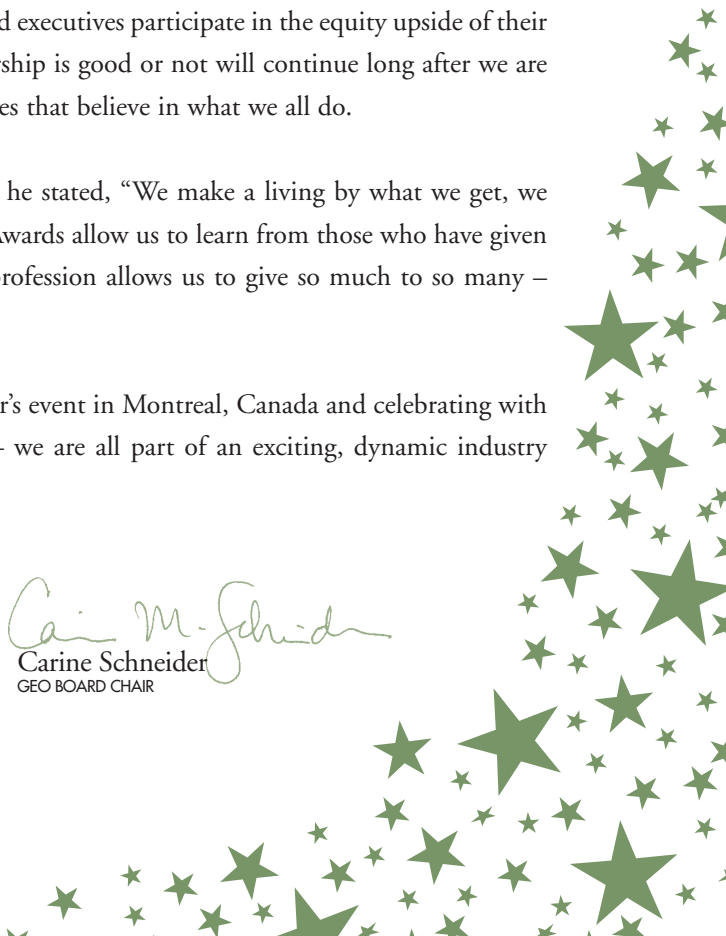 d executives participate in the equity upside of their
rship is good or not will continue long after we are
es that believe in what we all do.
he stated, “We make a living by what we get, we
Awards allow us to learn from those who have given
profession allows us to give so much to so many –
r’s event in Montreal, Canada and celebrating with
– we are all part of an exciting, dynamic industry
Carine M. Schneider
Carine Schneider
GEO BOARD CHAIR